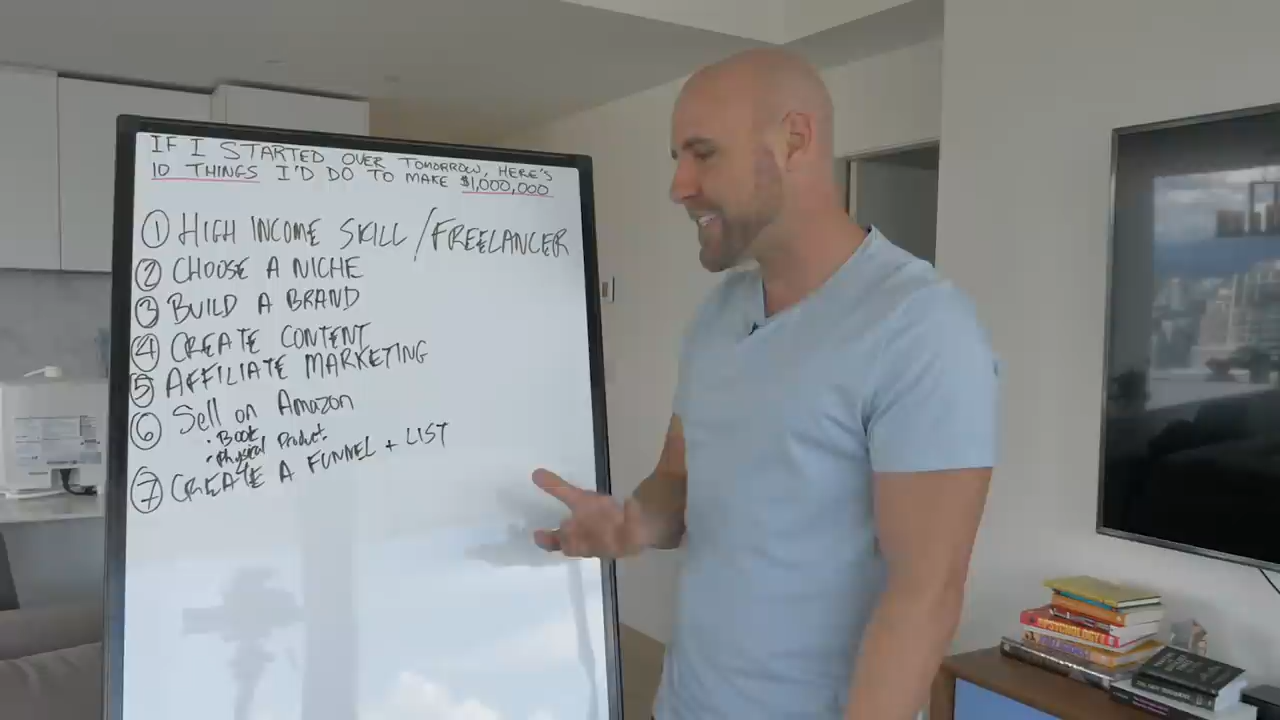 IF I STARTED OVER TOMORROW, HERE'S
10 THINGS I'D DO TO MAKE $1,000,000
1 HIGH INCOME SKILL/FREELANCER
2 CHOOSE A NICHE
3 BUILD A BRAND
4 CREATE CONTENT
5 AFFILIATE MARKETING
6 Sell on Amazon
• Book
• Physical Product
7 CREATE A FUNNEL + LIST